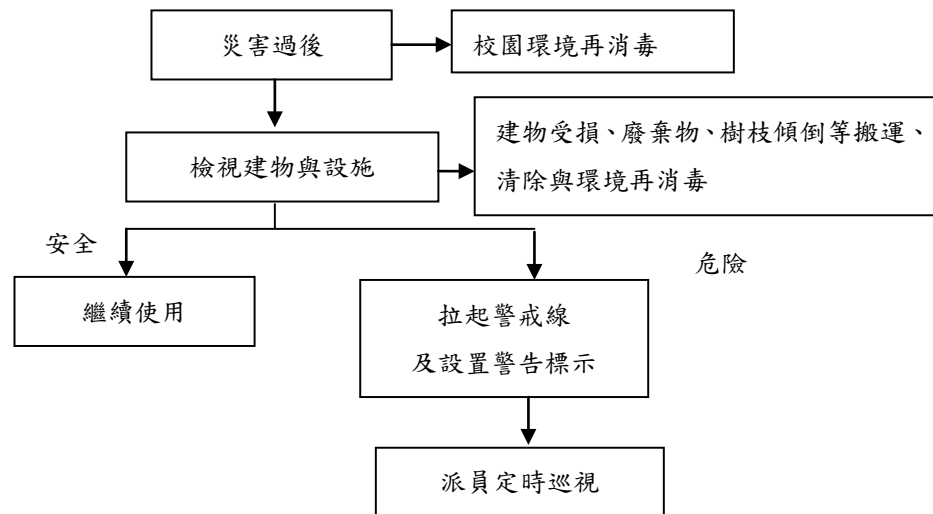 災害過後
校園環境再消毒
檢視建物與設施
建物受損、廢棄物、樹枝傾倒等搬運、
清除與環境再消毒
安全
危險
繼續使用
拉起警戒線
及設置警告標示
派員定時巡視